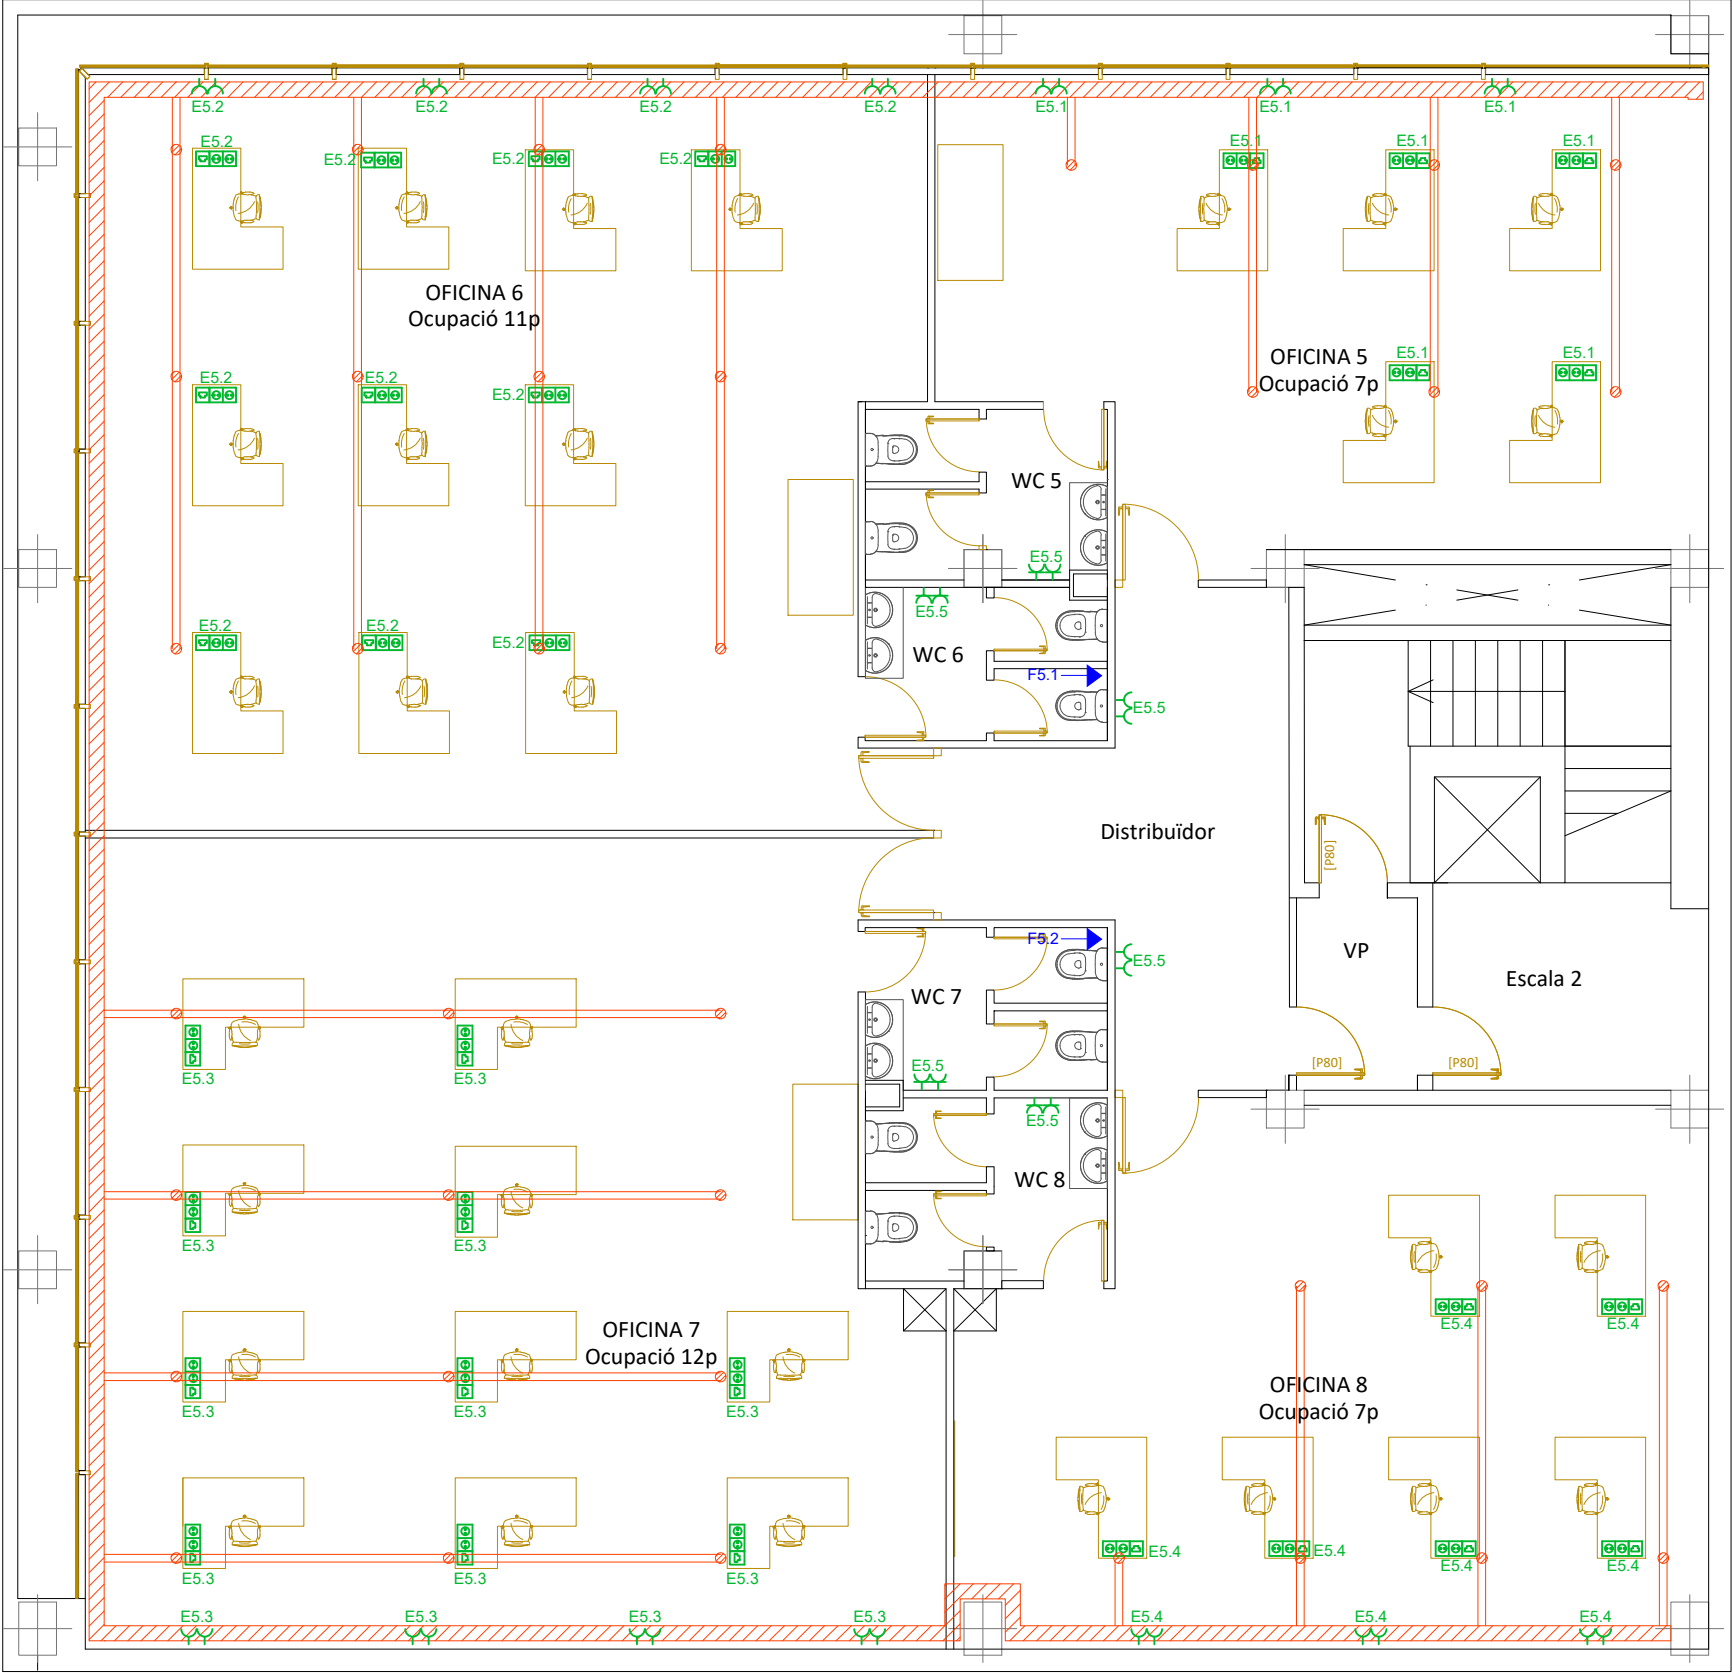 E5.2 E5.2 E5.2 E5.2 E5.1 E5.1 E5.1
E5.2 E5.2 E5.2 E5.2 E5.1 E5.1 E5.1
OFICINA 6
Ocupació 11p
OFICINA 5
Ocupació 7p
E5.2 E5.2 E5.2 E5.1 E5.1
WC 5
E5.5
E5.5
E5.2 E5.2 E5.2
WC 6
F5.1
E5.5
Distribuïdor
[P80]
F5.2
E5.5
VP
Escala 2
WC 7
[P80] [P80]
E5.5
E5.3 E5.3
E5.5
WC 8
E5.3 E5.3
OFICINA 7
Ocupació 12p
E5.4 E5.4
OFICINA 8
Ocupació 7p
E5.3 E5.3 E5.3
E5.4 E5.4 E5.4 E5.4
E5.3 E5.3 E5.3
E5.3 E5.3 E5.3 E5.3 E5.4 E5.4 E5.4